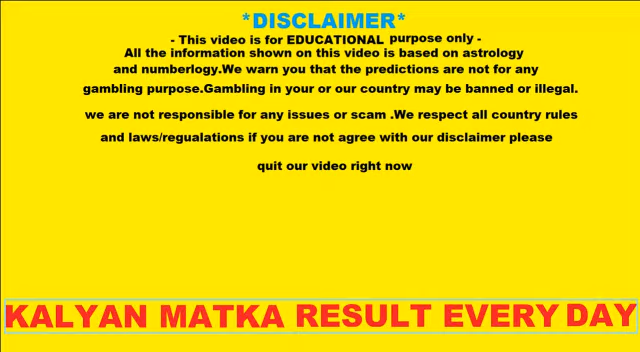 *DISCLAIMER*
- This video is for EDUCATIONAL purpose only -
All the information shown on this video is based on astrology
and numberlogy.We warn you that the predictions are not for any
gambling purpose.Gambling in your or our country may be banned or illegal.
we are not responsible for any issues or scam .We respect all country rules
and laws/regualations if you are not agree with our disclaimer please
quit our video right now
KALYAN MATKA RESULT EVERY DAY